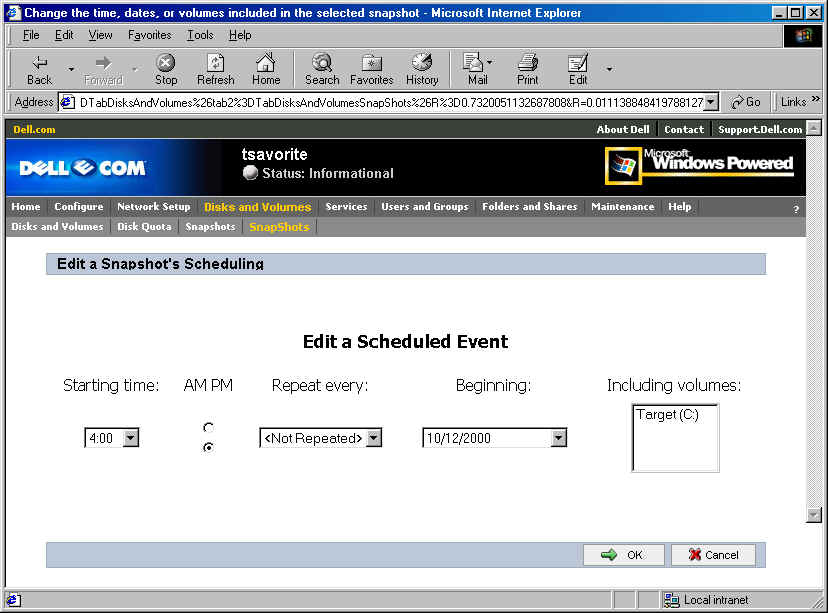 Change the time, dates, or volumes included in the selected snapshot - Microsoft Internet Explorer
File Edit View Favorites Tools Help
Back Forward Stop Refresh Home Search Favorites History Mail Print Edit
Address DTabDisksAndVolumes%26tab2%3DTabDisksAndVolumesSnapShots%26R%3D0.7320051132687808&R=0.011138848419788127 Go Links »
Dell.com About Dell Contact Support.Dell.com
DELL COM
tsavorite
Status: Informational
Microsoft
Windows Powered
Home Configure Network Setup Disks and Volumes Services Users and Groups Folders and Shares Maintenance Help ?
Disks and Volumes Disk Quota Snapshots SnapShots
Edit a Snapshot's Scheduling
Edit a Scheduled Event
Starting time: AM PM Repeat every: Beginning: Including volumes:
Target (C:)
4:00 <Not Repeated> 10/12/2000
OK Cancel
Local intranet